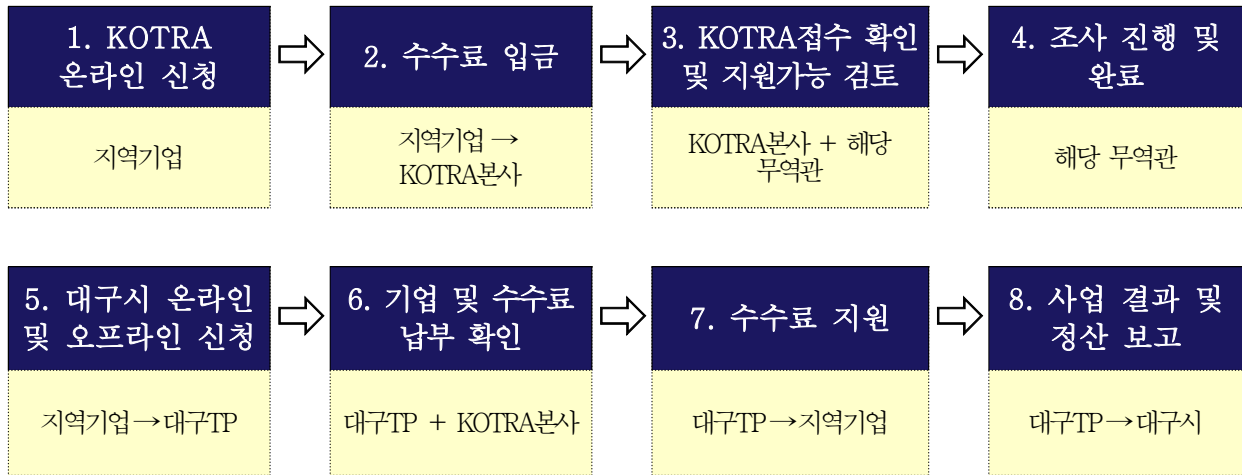 1. KOTRA
온라인 신청
2. 수수료 입금
3. KOTRA접수 확인
및 지원가능 검토
4. 조사 진행 및
완료
지역기업
지역기업 →
KOTRA본사
KOTRA본사 + 해당
무역관
해당 무역관
5. 대구시 온라인
및 오프라인 신청
6. 기업 및 수수료
납부 확인
7. 수수료 지원
8. 사업 결과 및
정산 보고
지역기업→대구TP
대구TP + KOTRA본사
대구TP→지역기업
대구TP→대구시